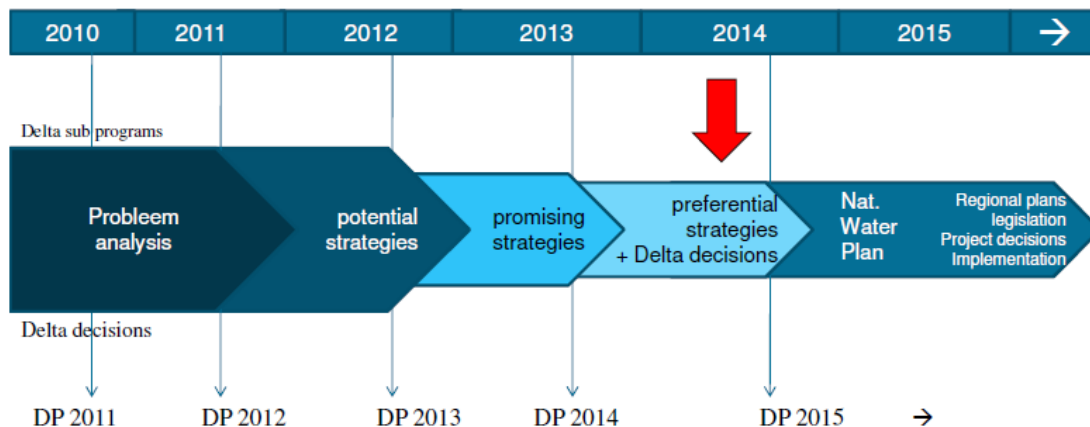 2010 2011 2012 2013 2014 2015 →
Delta sub programs
Probleem
analysis
potential
strategies
promising
strategies
preferential
strategies
+ Delta decisions
Nat.
Water
Plan
Regional plans
legislation
Project decisions
Implementation
Delta decisions
DP 2011 DP 2012 DP 2013 DP 2014 DP 2015 →